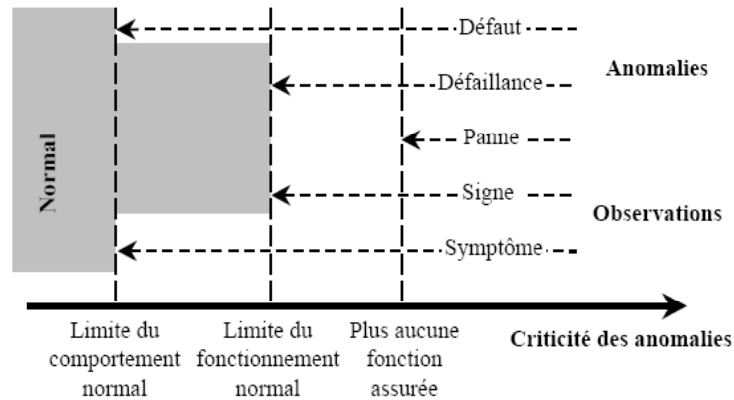 Défaut
Anomalies
Défaillance
Panne
Normal
Signe
Observations
Symptôme
Limite du
comportement
normal
Limite du
fonctionnement
normal
Plus aucune
fonction
assurée
Criticité des anomalies